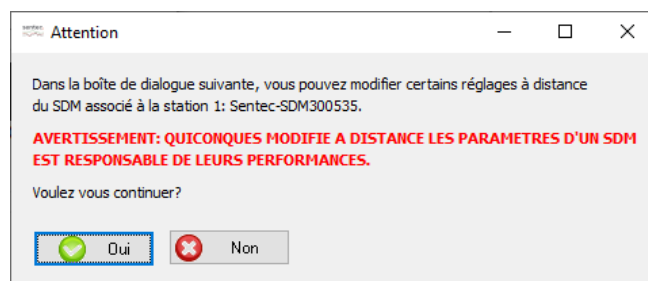 sentec
Attention
Dans la boîte de dialogue suivante, vous pouvez modifier certains réglages à distance
du SDM associé à la station 1: Sentec-SDM300535.
AVERTISSEMENT: QUICONQUES MODIFIE A DISTANCE LES PARAMETRES D'UN SDM
EST RESPONSABLE DE LEURS PERFORMANCES.
Voulez vous continuer?
Oui
Non